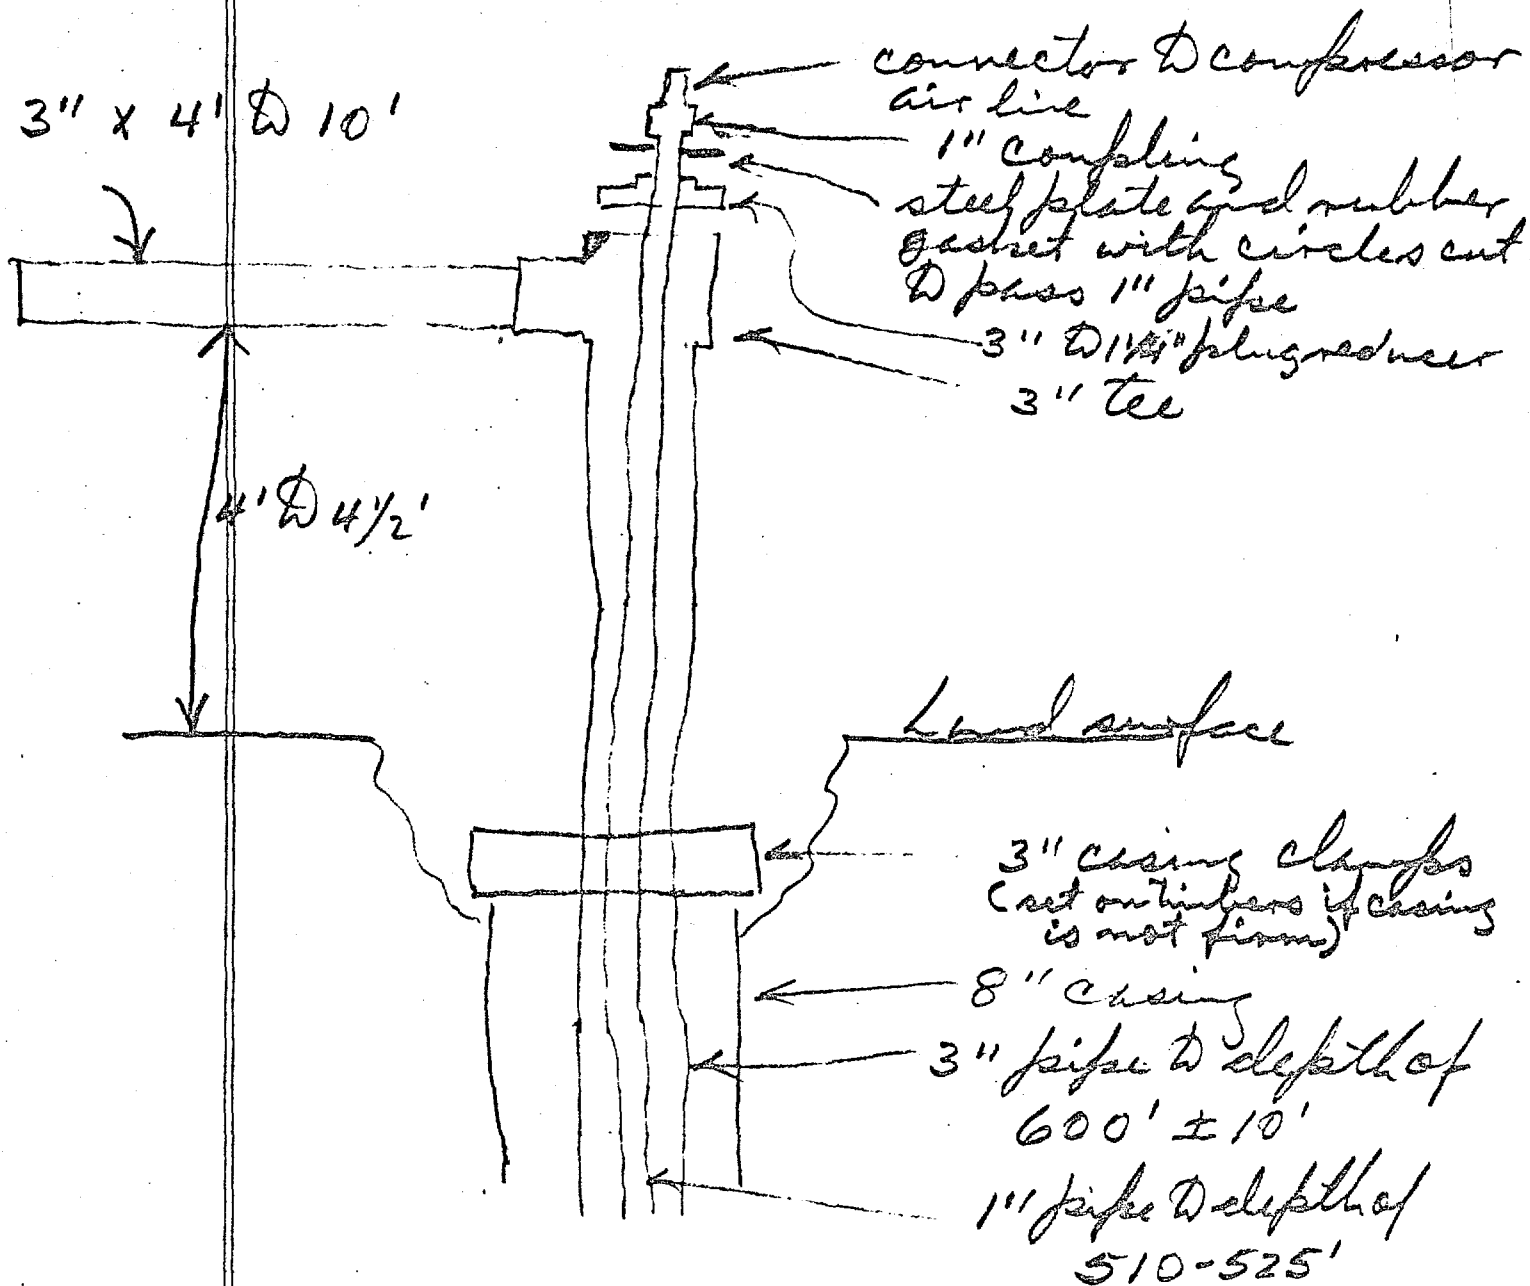 3" x 4' to 10'
connector to compressor
air line
1" coupling
steel plate and rubber
gasket with circles cut
to pass 1" pipe
3" to plug reducer
3" tee
4' to 4 1/2'
Land surface
3" casing clamps
(set on timbers if casing
is not firm)
8" casing
3" pipe to depth of
600' ± 10'
1" pipe to depth of
510-525'